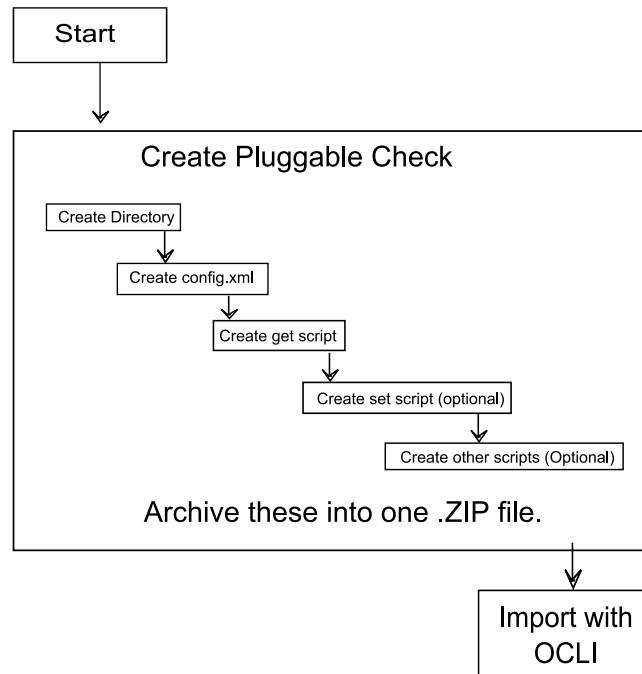 Start
Create Pluggable Check
Create Directory
Create config.xml
Create get script
Create set script (optional)
Create other scripts (Optional)
Archive these into one .ZIP file.
Import with
OCLI